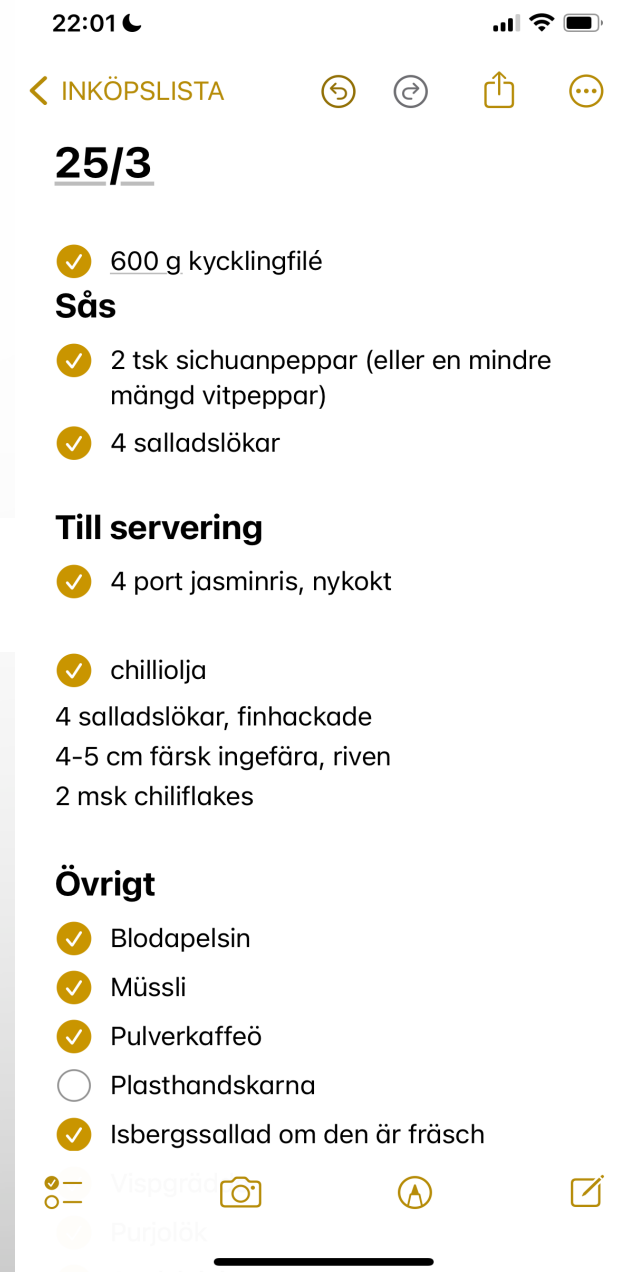 22:01
INKÖPSLISTA
25/3
600 g kycklingfilé
Sås
2 tsk sichuanpeppar (eller en mindre
mängd vitpeppar)
4 salladslökar
Till servering
4 port jasminris, nykokt
chilliolja
4 salladslökar, finhackade
4-5 cm färsk ingefära, riven
2 msk chiliflakes
Övrigt
Blodapelsin
Müssli
Pulverkaffeö
Plasthandskarna
Isbergssallad om den är fräsch
Purjolök